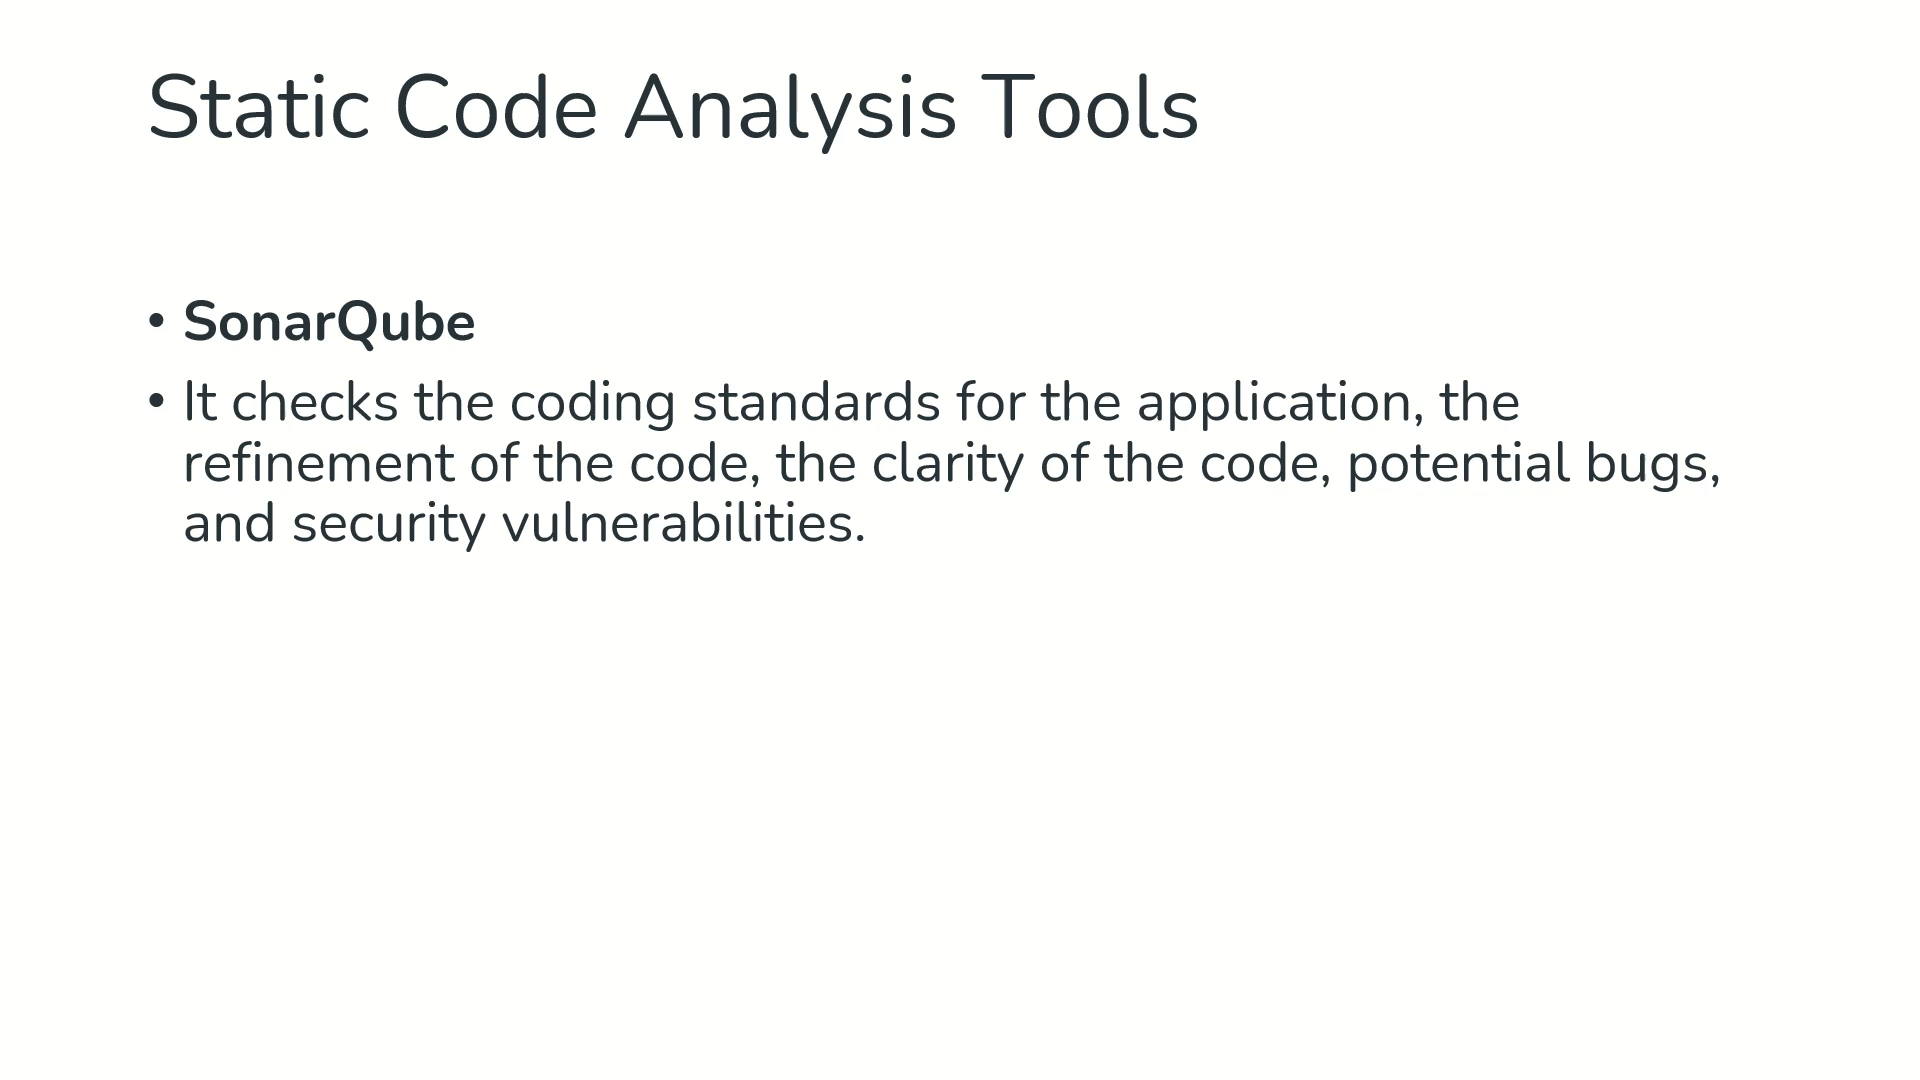 Static Code Analysis Tools
• SonarQube
• It checks the coding standards for the application, the
refinement of the code, the clarity of the code, potential bugs,
and security vulnerabilities.